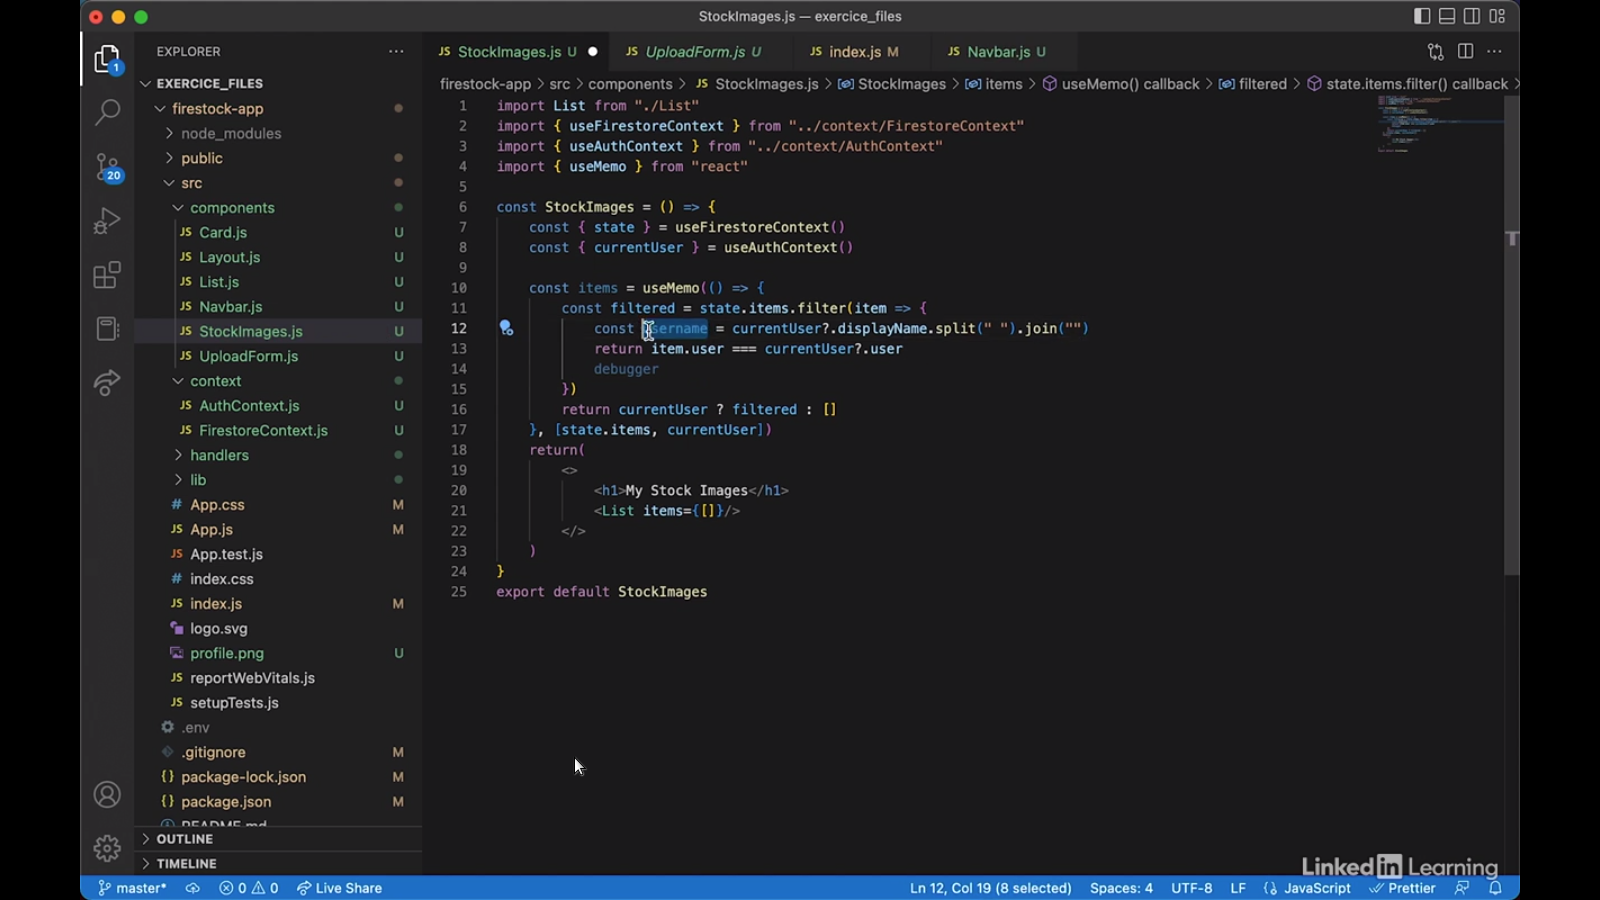 StockImages.js — exercice_files
EXPLORER
JS StockImages.js U
JS UploadForm.js U
JS index.js M
JS Navbar.js U
firestock-app > src > components > JS StockImages.js > StockImages > items > useMemo() callback > filtered > state.items.filter() callback >
1
EXERCICE_FILES
firestock-app
node_modules
public
20
src
components
JS Card.js U
JS Layout.js U
JS List.js U
JS Navbar.js U
JS StockImages.js U
JS UploadForm.js U
context
JS AuthContext.js U
JS FirestoreContext.js U
handlers
lib
# App.css M
JS App.js M
JS App.test.js
# index.css
JS index.js M
logo.svg
profile.png U
JS reportWebVitals.js
JS setupTests.js
.env
.gitignore M
{} package-lock.json M
{} package.json M
README.md
OUTLINE
TIMELINE
1 import List from "./List"
2 import { useFirestoreContext } from "../context/FirestoreContext"
3 import { useAuthContext } from "../context/AuthContext"
4 import { useMemo } from "react"
5
6 const StockImages = () => {
7 const { state } = useFirestoreContext()
8 const { currentUser } = useAuthContext()
9
10 const items = useMemo(() => {
11 const filtered = state.items.filter(item => {
12 const username = currentUser?.displayName.split(" ").join("")
13 return item.user === currentUser?.user
14 debugger
15 })
16 return currentUser ? filtered : []
17 }, [state.items, currentUser])
18 return(
19 <>
20 <h1>My Stock Images</h1>
21 <List items={[]}/>
22 </>
23 )
24 }
25 export default StockImages
LinkedIn Learning
master* 0 0 Live Share
Ln 12, Col 19 (8 selected) Spaces: 4 UTF-8 LF {} JavaScript Prettier